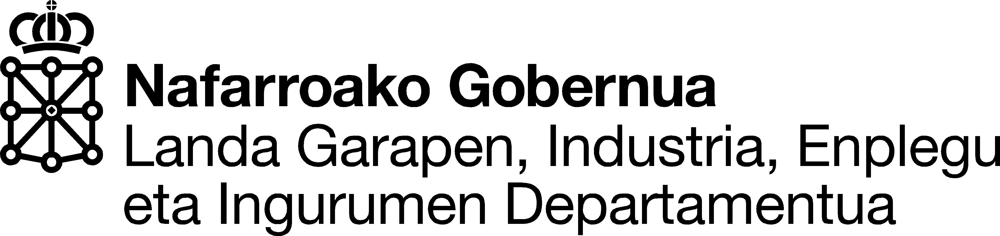 Nafarroako Gobernua
Landa Garapen, Industria, Enplegu
eta Ingurumen Departamentua